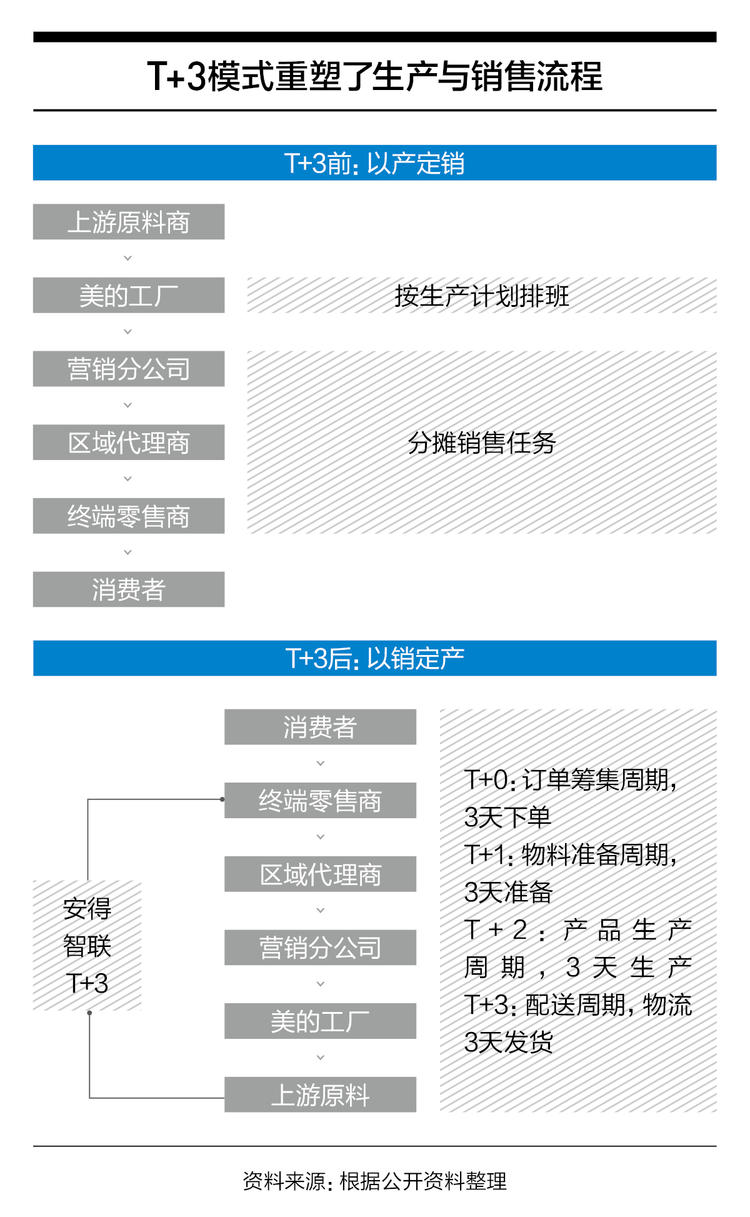 T+3模式重塑了生产与销售流程
T+3前：以产定销
上游原料商
美的工厂
按生产计划排班
营销分公司
区域代理商
分摊销售任务
终端零售商
消费者
T+3后：以销定产
消费者
终端零售商
区域代理商
营销分公司
美的工厂
上游原料
安得
智联
T+3
T+0：订单筹集周期，
3天下单
T+1：物料准备周期，
3天准备
T+2：产品生产
周期，3天生产
T+3：配送周期，物流
3天发货
资料来源：根据公开资料整理